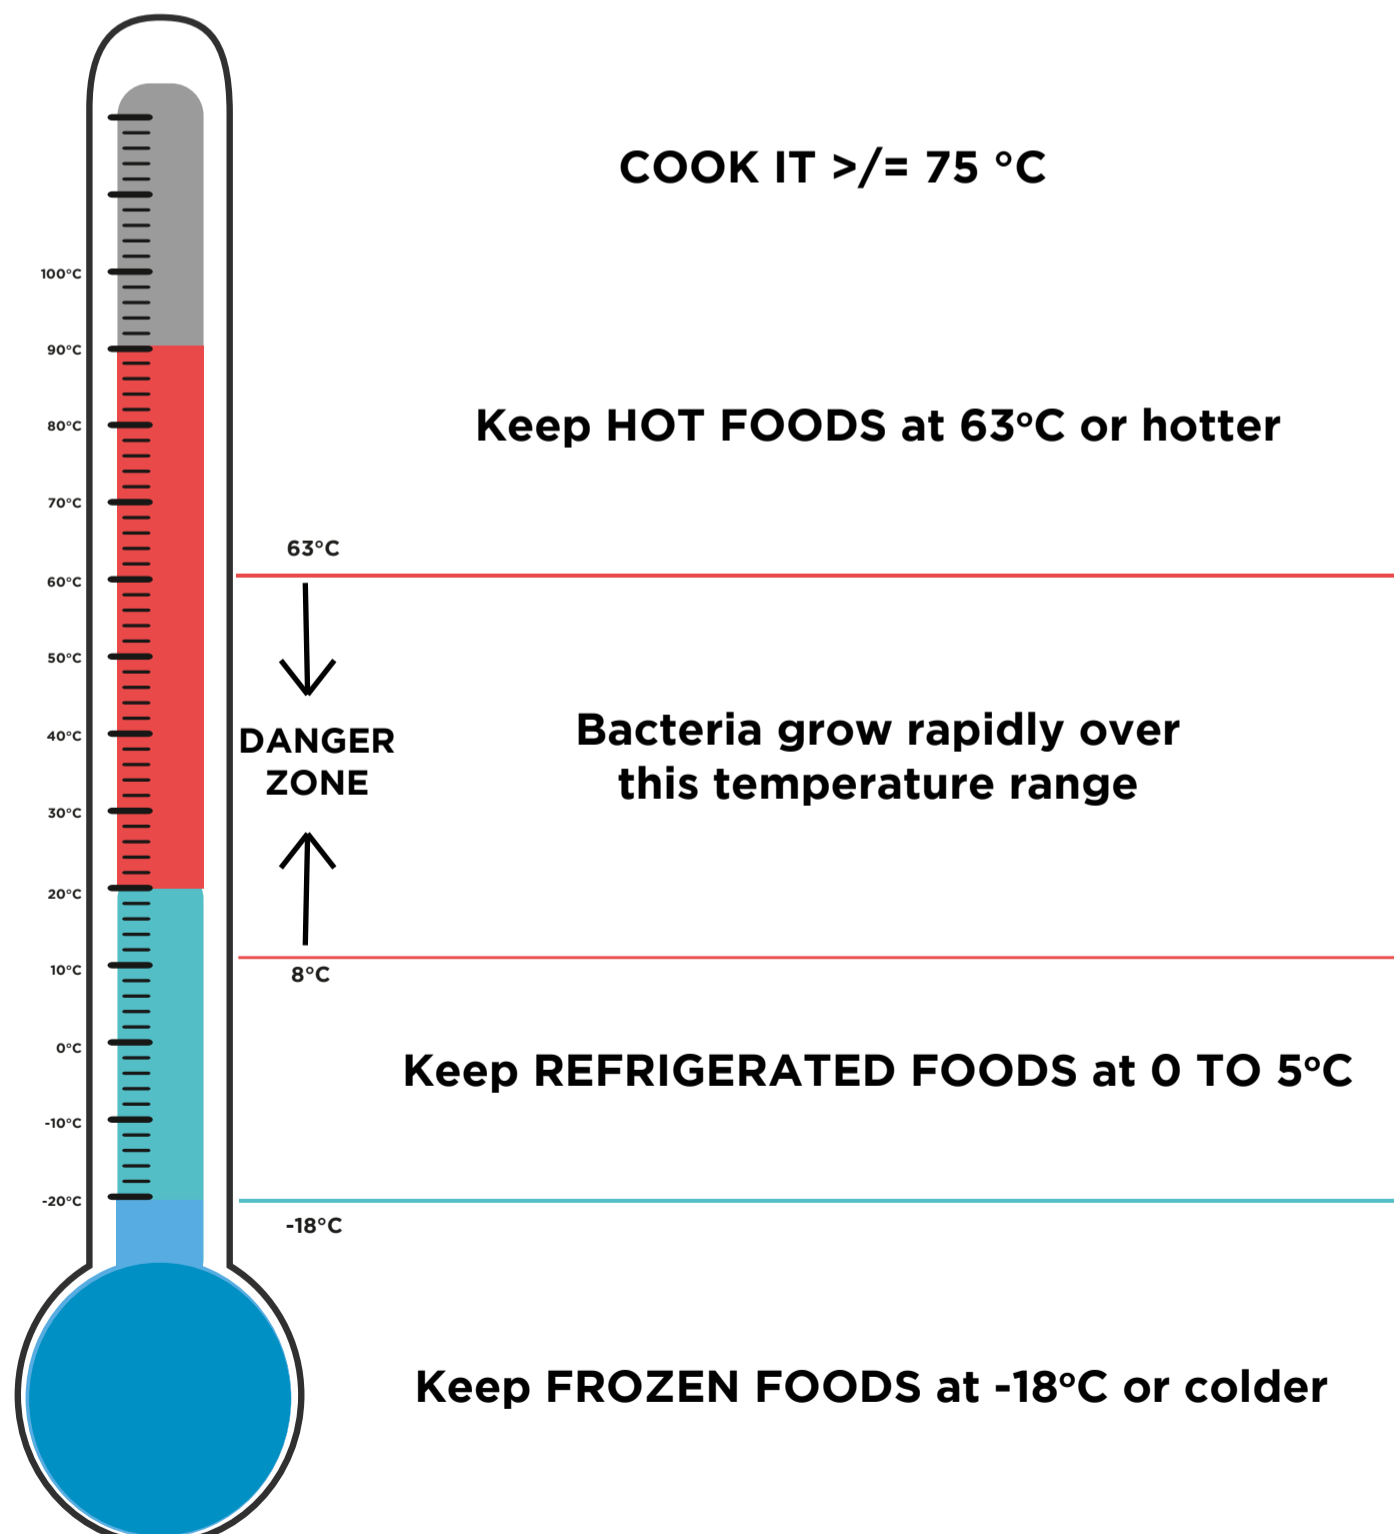 COOK IT >/= 75 °C
100°C
90°C
Keep HOT FOODS at 63°C or hotter
80°C
70°C
63°C
60°C
50°C
DANGER
ZONE
Bacteria grow rapidly over
this temperature range
40°C
30°C
20°C
10°C
8°C
0°C
Keep REFRIGERATED FOODS at 0 TO 5°C
-10°C
-20°C
-18°C
Keep FROZEN FOODS at -18°C or colder